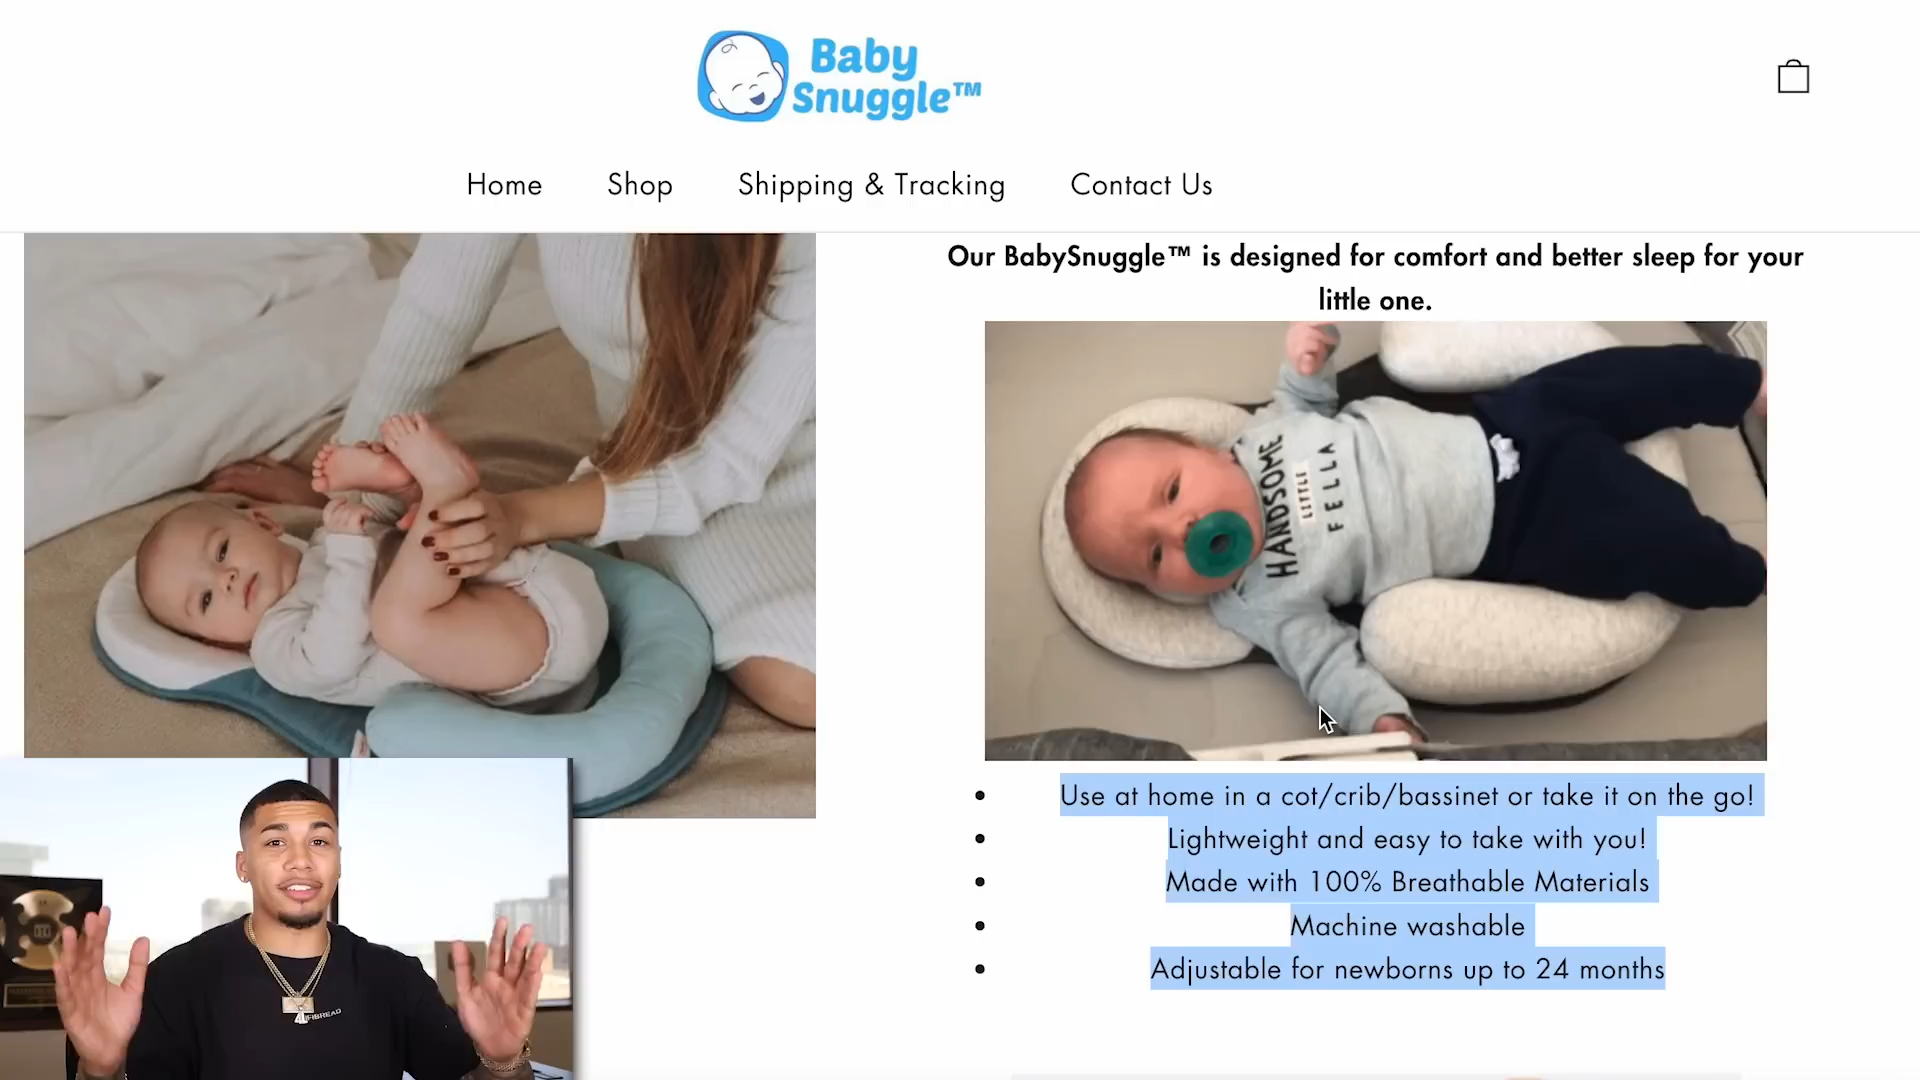 Baby
Snuggle™
Home Shop Shipping & Tracking Contact Us
Our BabySnuggle™ is designed for comfort and better sleep for your
little one.
HANDSOME
LITTLE
FELLA
• Use at home in a cot/crib/bassinet or take it on the go!
• Lightweight and easy to take with you!
• Made with 100% Breathable Materials
• Machine washable
• Adjustable for newborns up to 24 months